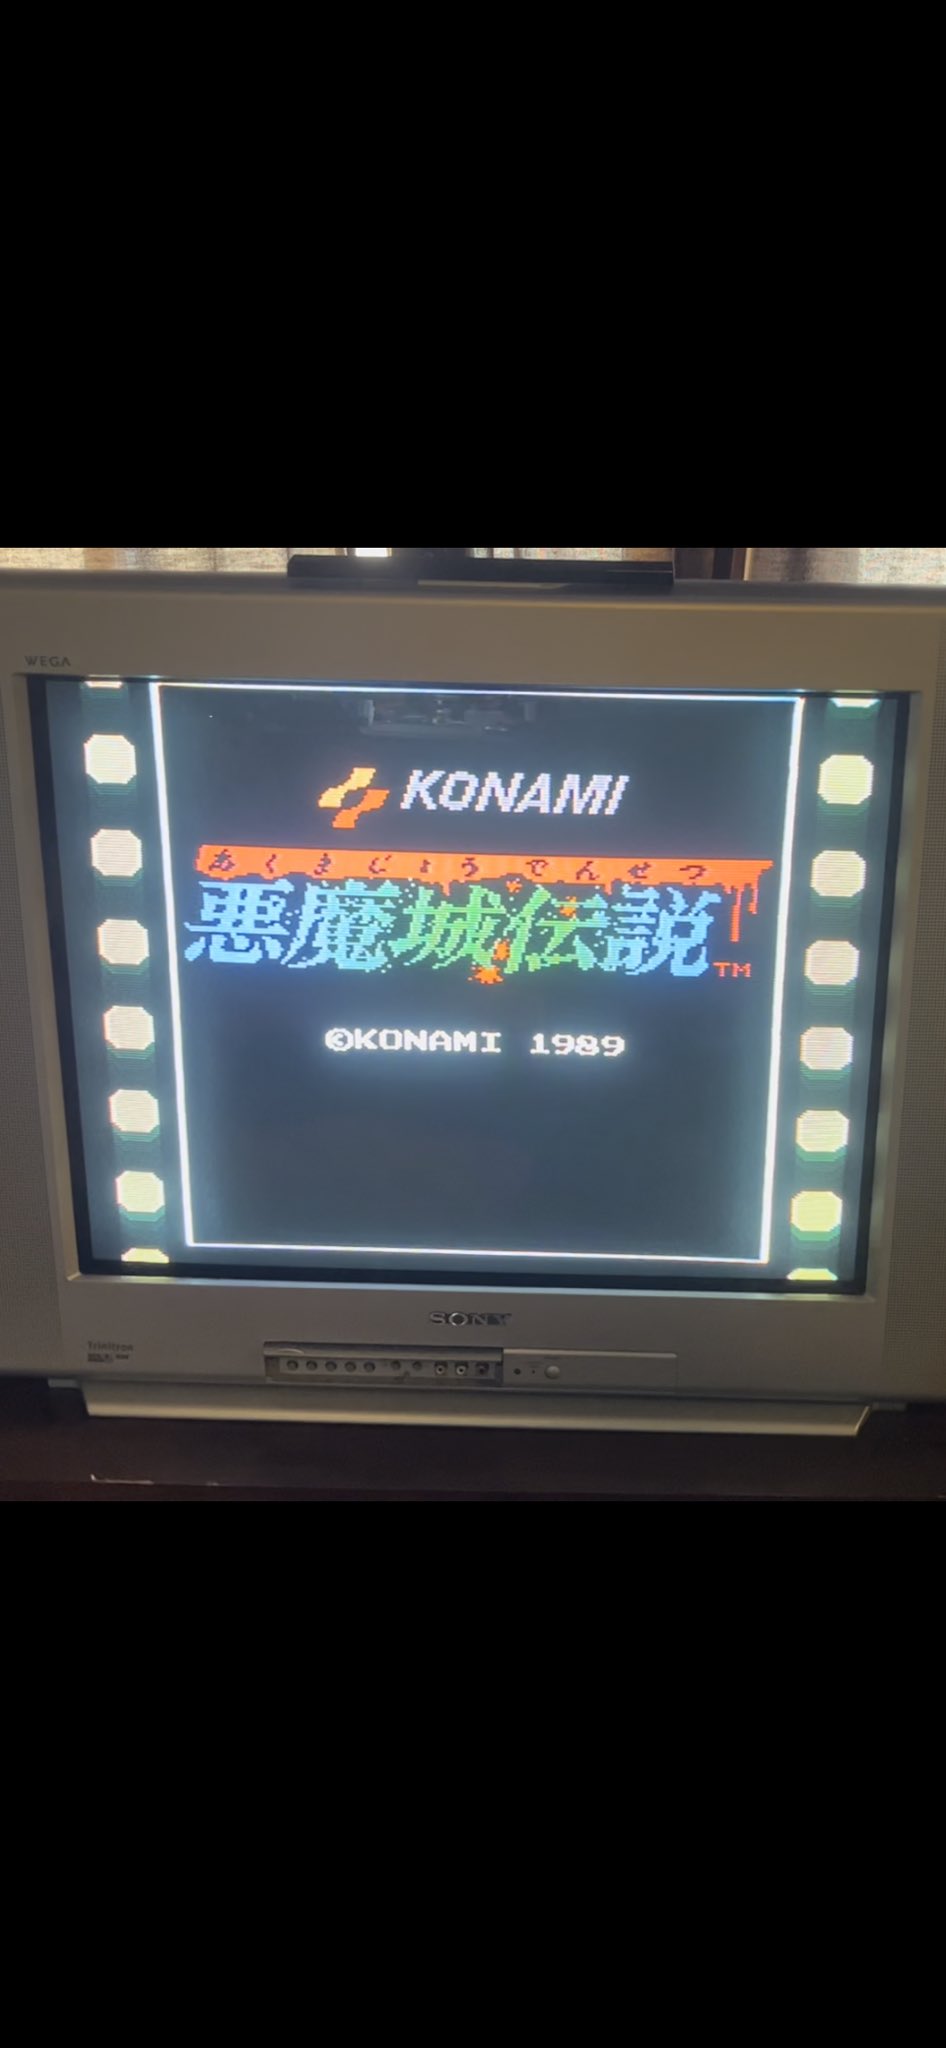 WEGA
KONAMI
あくまじょうでんせつ
悪魔城伝説 TM
©KONAMI 1989
SONY
Trinitron